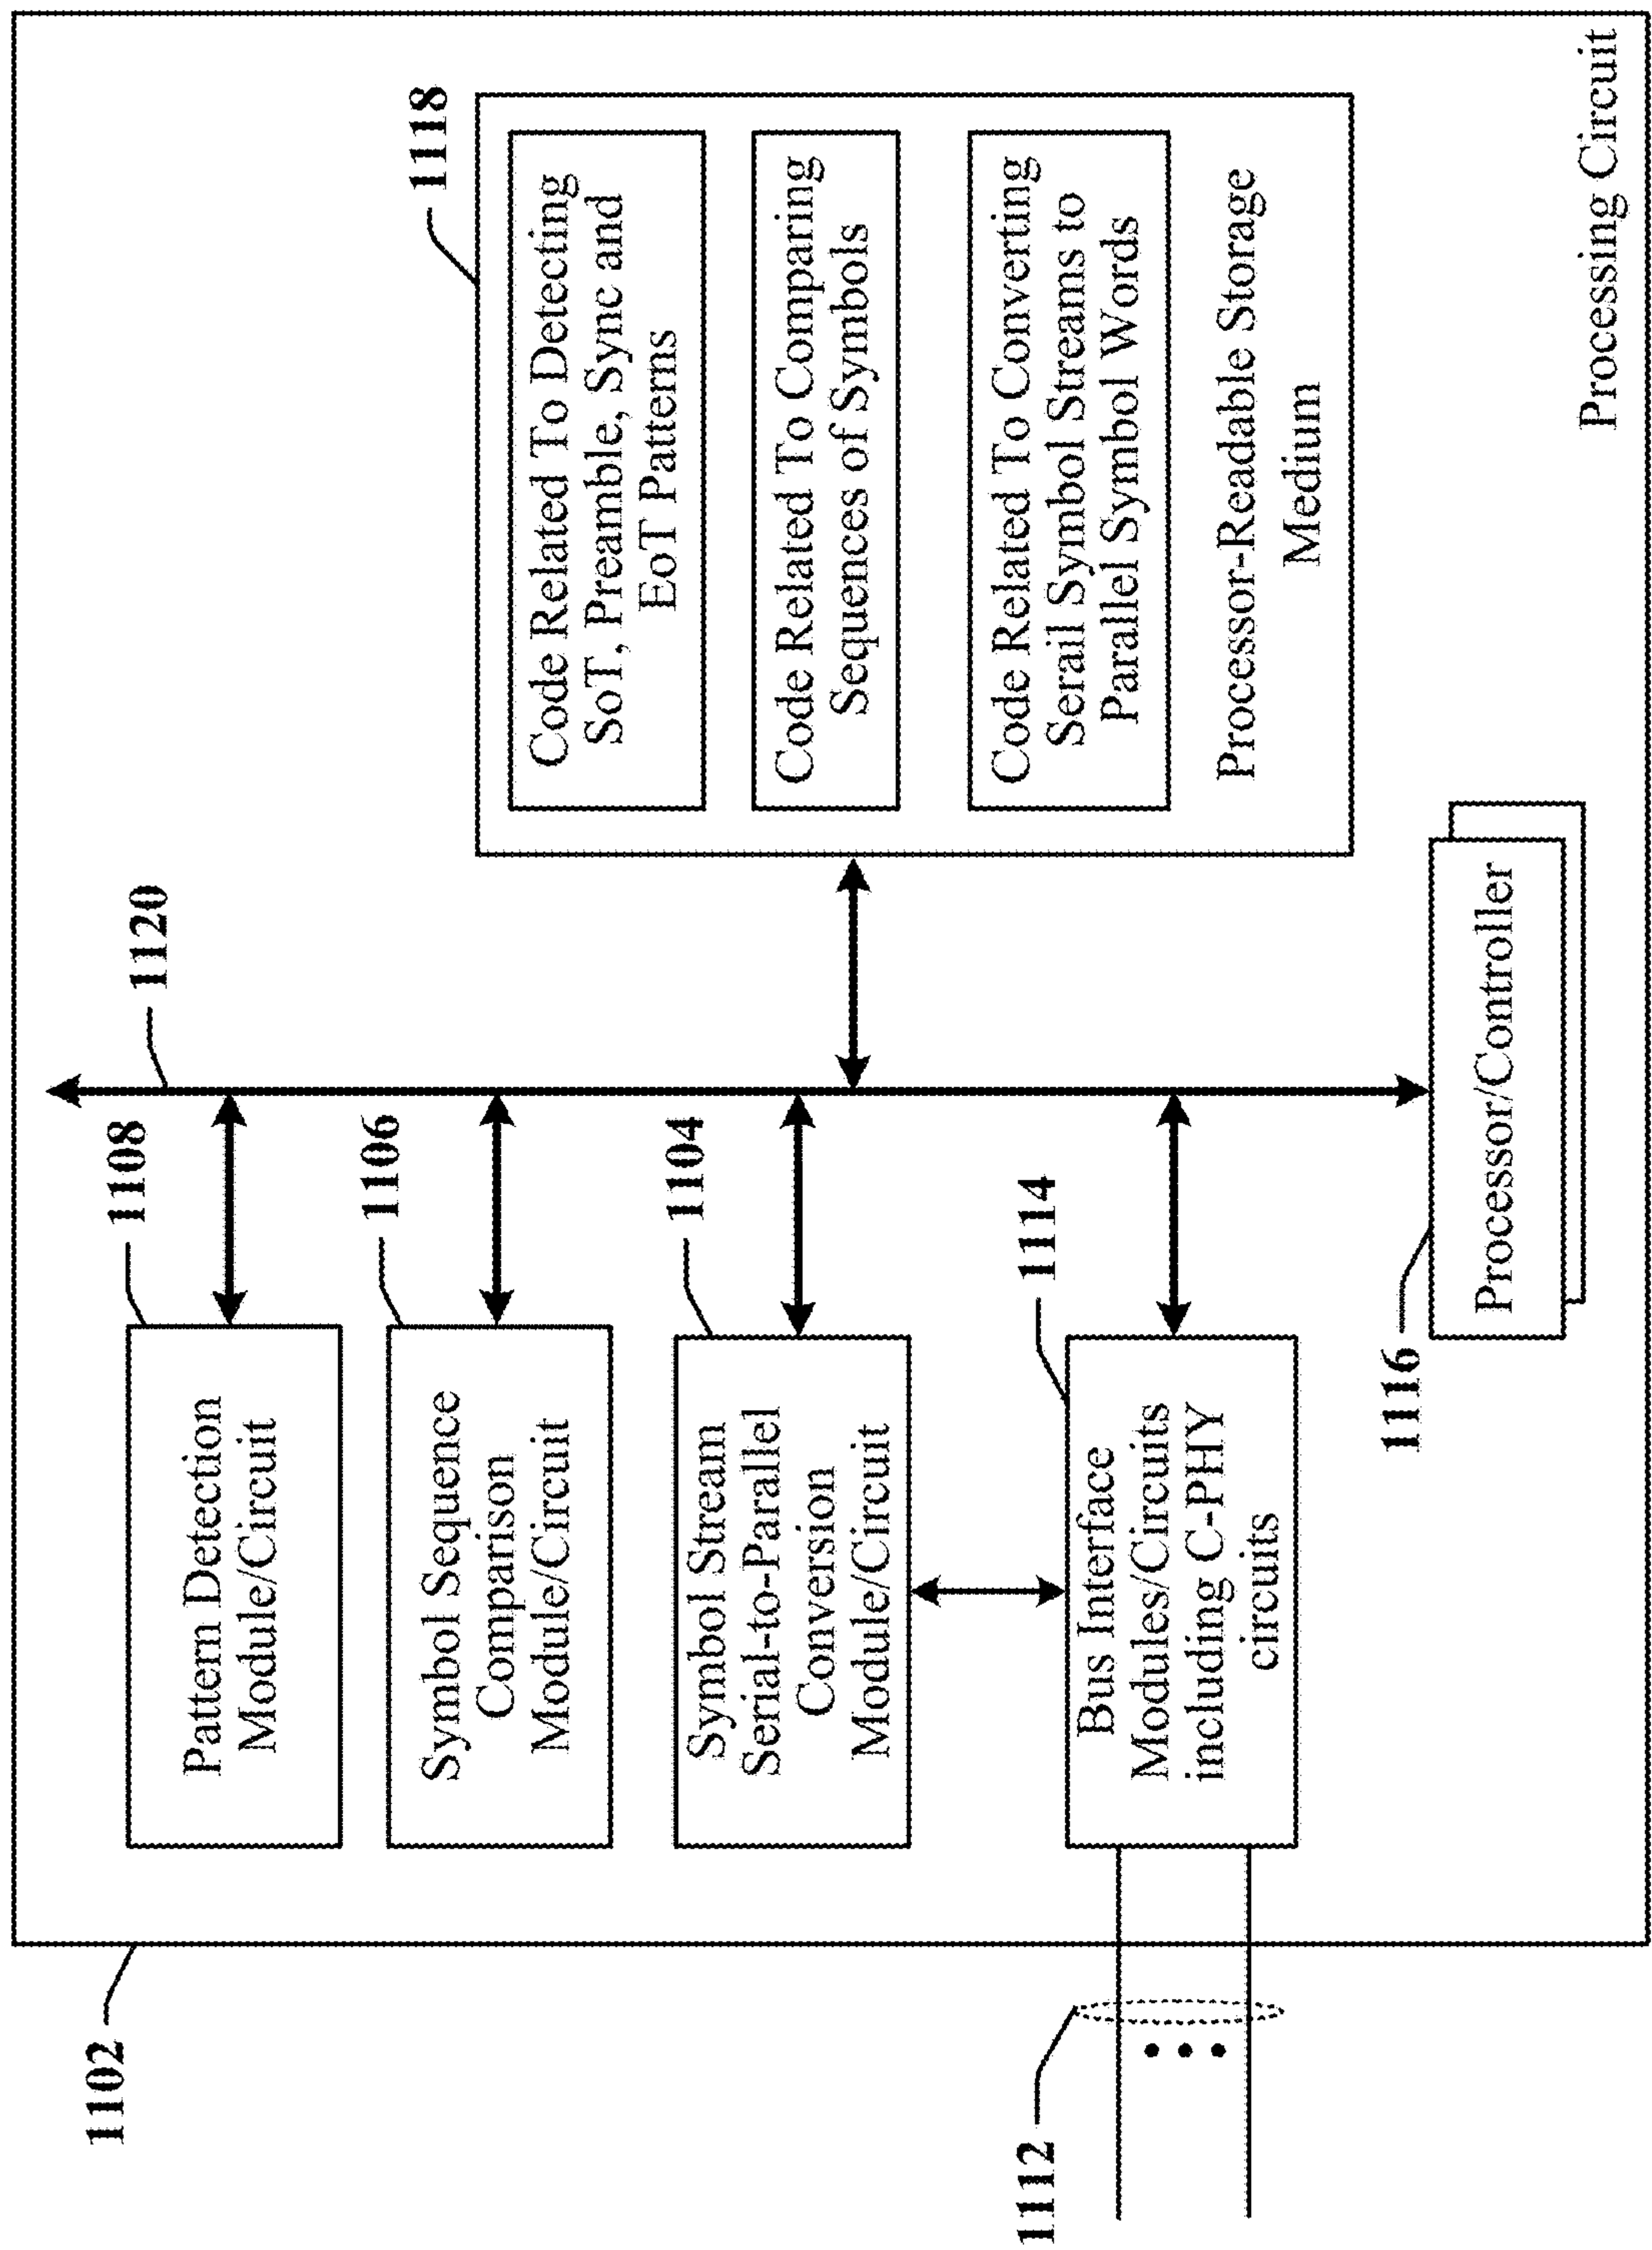 1102
1108
Pattern Detection
Module/Circuit
1106
Symbol Sequence
Comparison
Module/Circuit
1104
Symbol Stream
Serial-to-Parallel
Conversion
Module/Circuit
1114
Bus Interface
Modules/Circuits
including C-PHY
circuits
1112
1120
1116
Processor/Controller
1118
Code Related To Detecting
SoT, Preamble, Sync and
EoT Patterns
Code Related To Comparing
Sequences of Symbols
Code Related To Converting
Serail Symbol Streams to
Parallel Symbol Words
Processor-Readable Storage
Medium
Processing Circuit